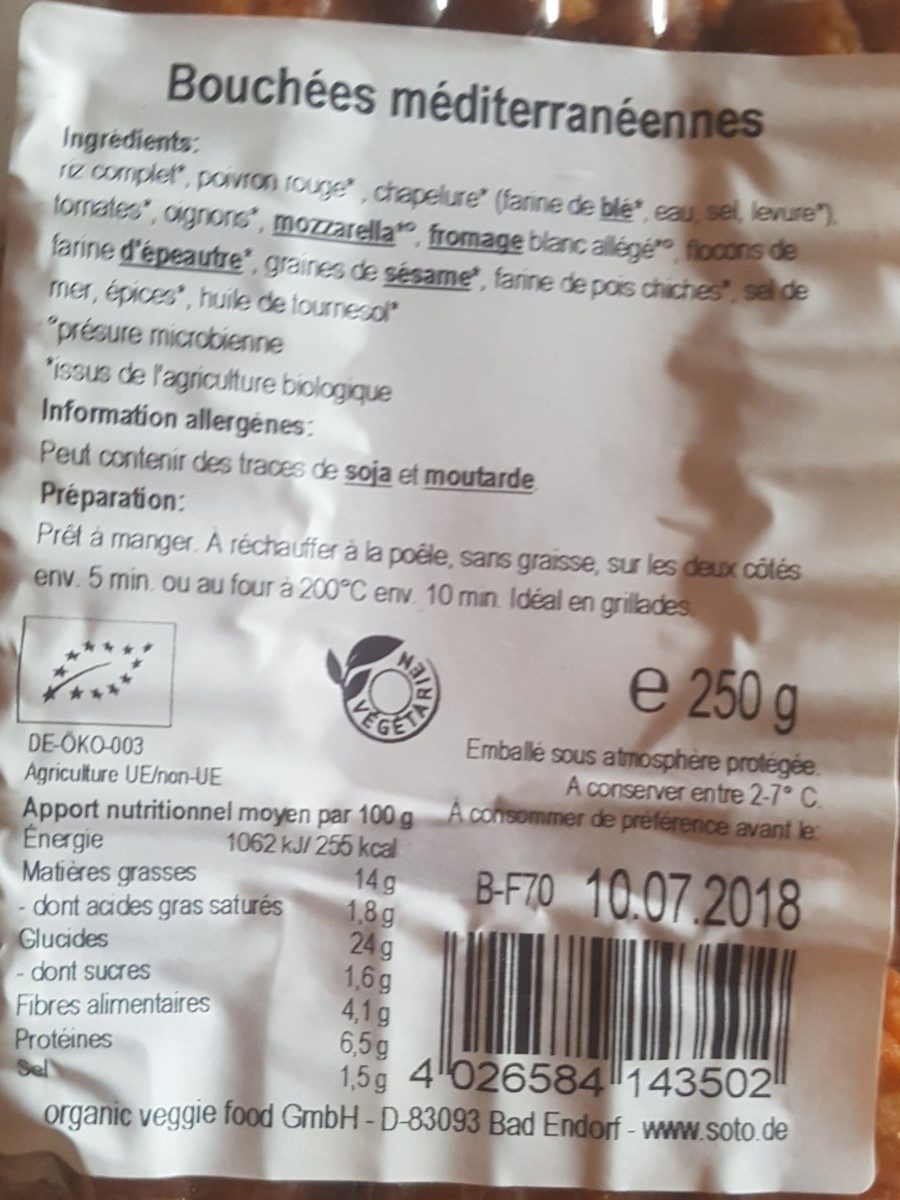 Bouchées méditerranéennes
Ingrédients:
riz complet*, poivron rouge*, chapelure* (farine de blé*, eau, sel, levure*),
tomates*, oignons*, mozzarella*°, fromage blanc allégé*°, flocons de
farine d'épeautre*, graines de sésame*, farine de pois chiches*, sel de
mer, épices*, huile de tournesol*
°présure microbienne
*issus de l'agriculture biologique
Information allergènes:
Peut contenir des traces de soja et moutarde
Préparation:
Prêt à manger. A réchauffer à la poêle, sans graisse, sur les deux côtés
env. 5 min. ou au four à 200°C env. 10 min. Idéal en grillades.
VÉGÉTARIEN
e 250 g
DE-ÖKO-003
Agriculture UE/non-UE
Emballé sous atmosphère protégée.
A conserver entre 2-7° C.
À consommer de préférence avant le:
B-F70 10.07.2018
Apport nutritionnel moyen par 100 g
Énergie 1062 kJ/ 255 kcal
Matières grasses 14 g
- dont acides gras saturés 1,8 g
Glucides 24 g
- dont sucres 1,6 g
Fibres alimentaires 4,1 g
Protéines 6,5 g
Sel 1,5 g
4 026584 143502
organic veggie food GmbH - D-83093 Bad Endorf - www.soto.de